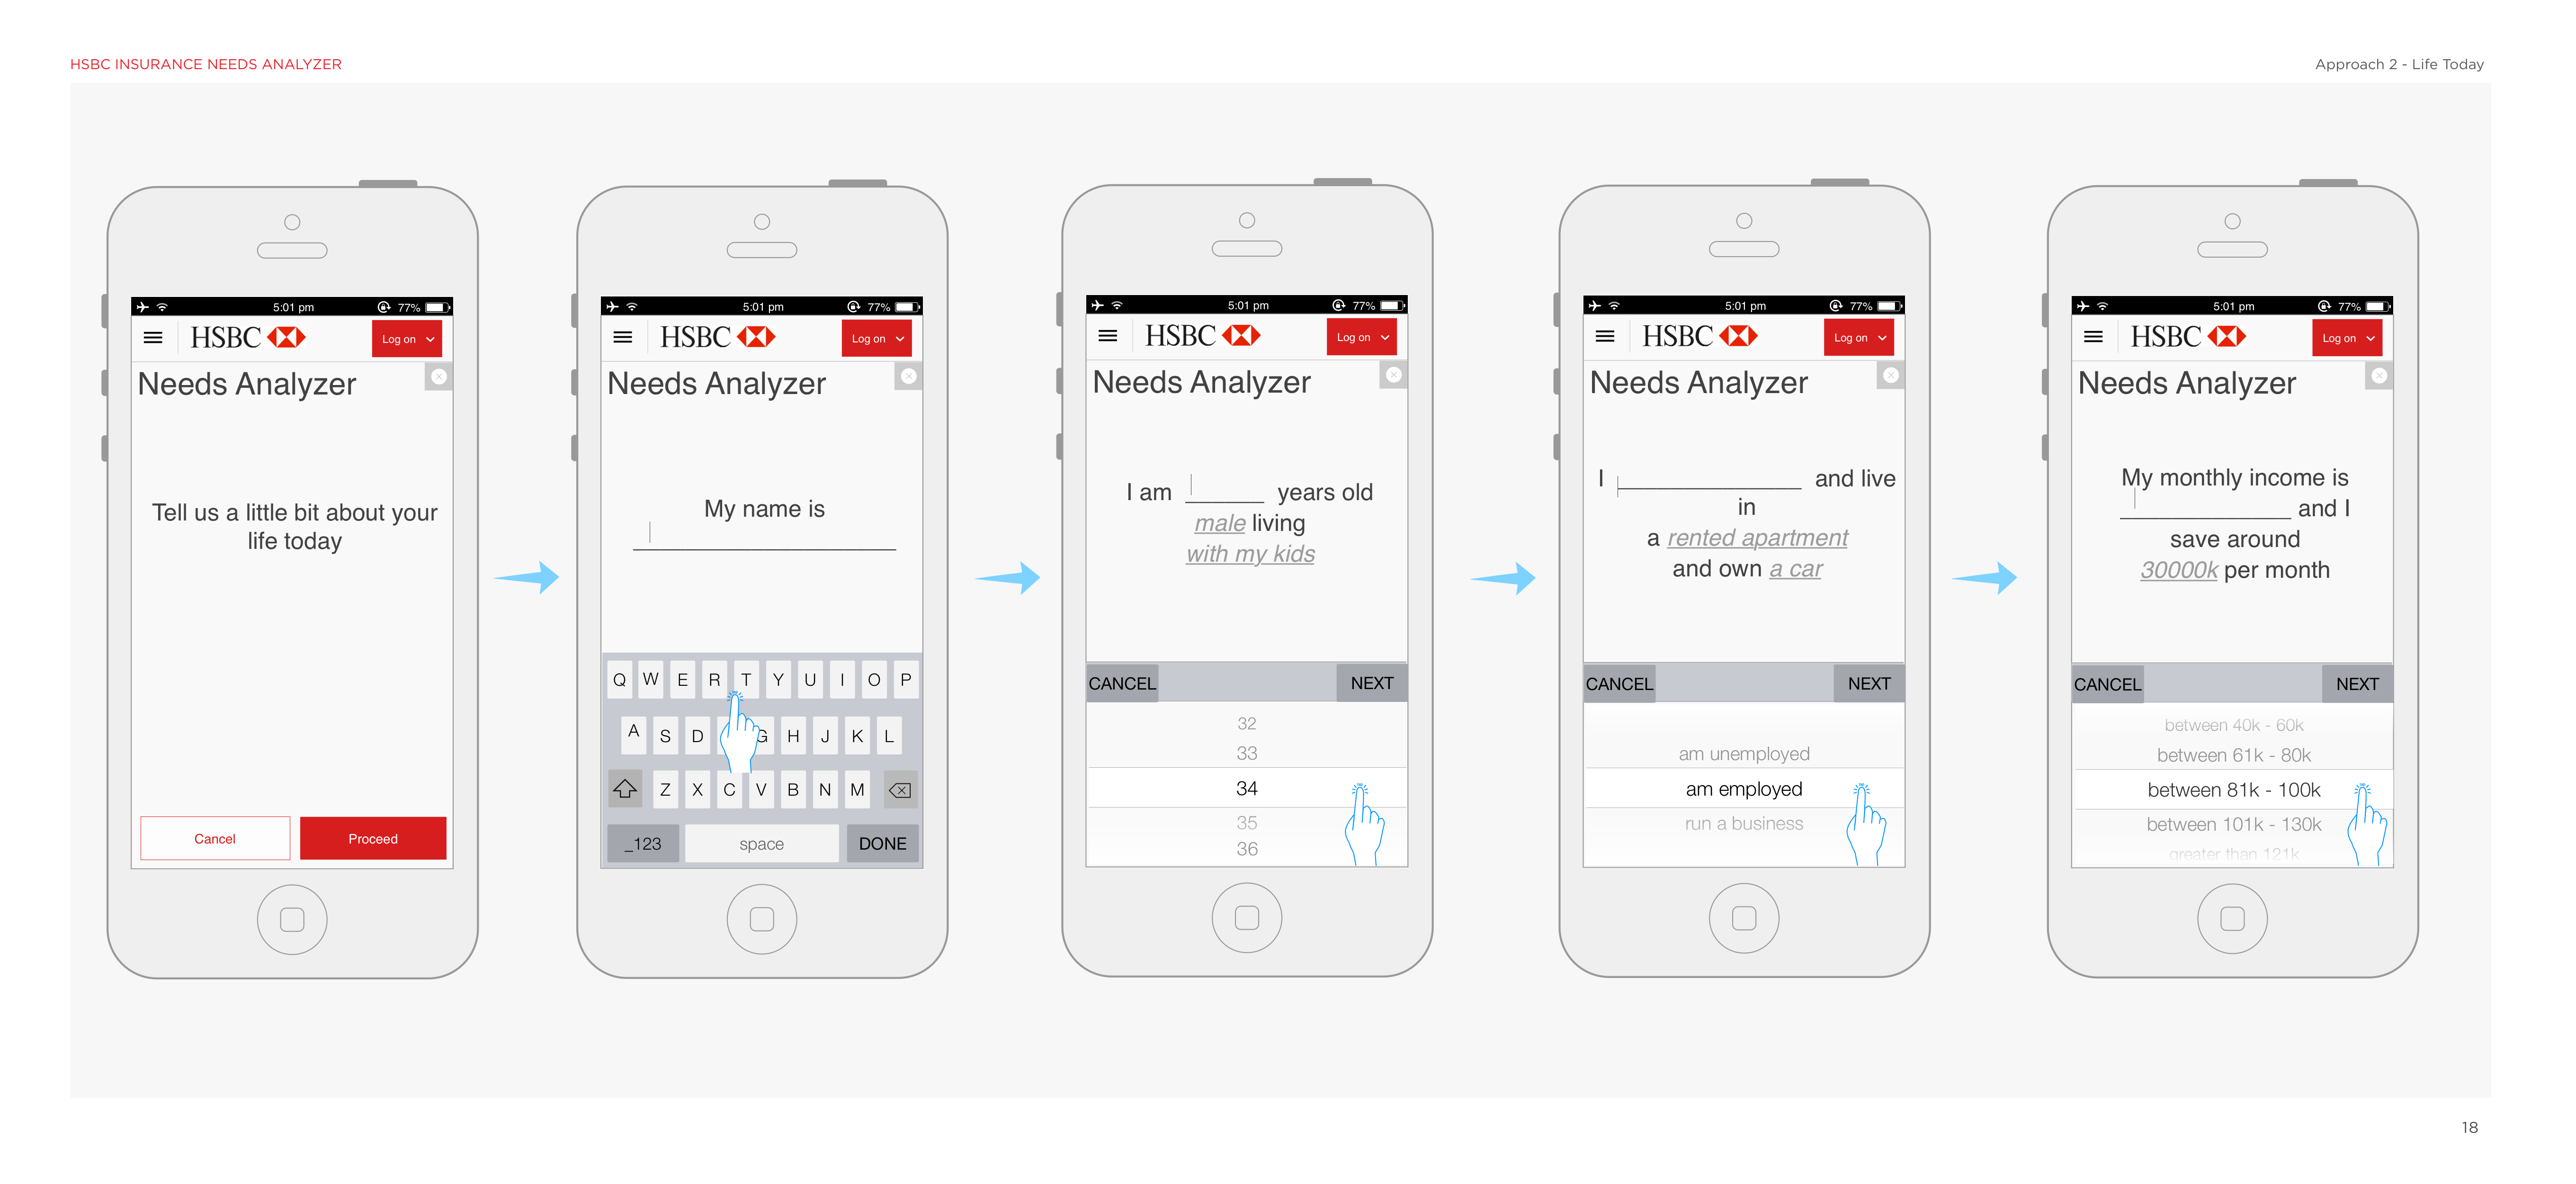 HSBC INSURANCE NEEDS ANALYZER
Approach 2 - Life Today
5:01 pm
77%
HSBC
Log on
Needs Analyzer
Tell us a little bit about your
life today
Cancel
Proceed
5:01 pm
77%
HSBC
Log on
Needs Analyzer
My name is
Q W E R T Y U I O P
A S D G H J K L
Z X C V B N M
_123
space
DONE
5:01 pm
77%
HSBC
Log on
Needs Analyzer
I am ______ years old
male living
with my kids
CANCEL
NEXT
32
33
34
35
36
5:01 pm
77%
HSBC
Log on
Needs Analyzer
I ______________ and live
in
a rented apartment
and own a car
CANCEL
NEXT
am unemployed
am employed
run a business
5:01 pm
77%
HSBC
Log on
Needs Analyzer
My monthly income is
_____________ and I
save around
30000k per month
CANCEL
NEXT
between 40k - 60k
between 61k - 80k
between 81k - 100k
between 101k - 130k
greater than 121k
18